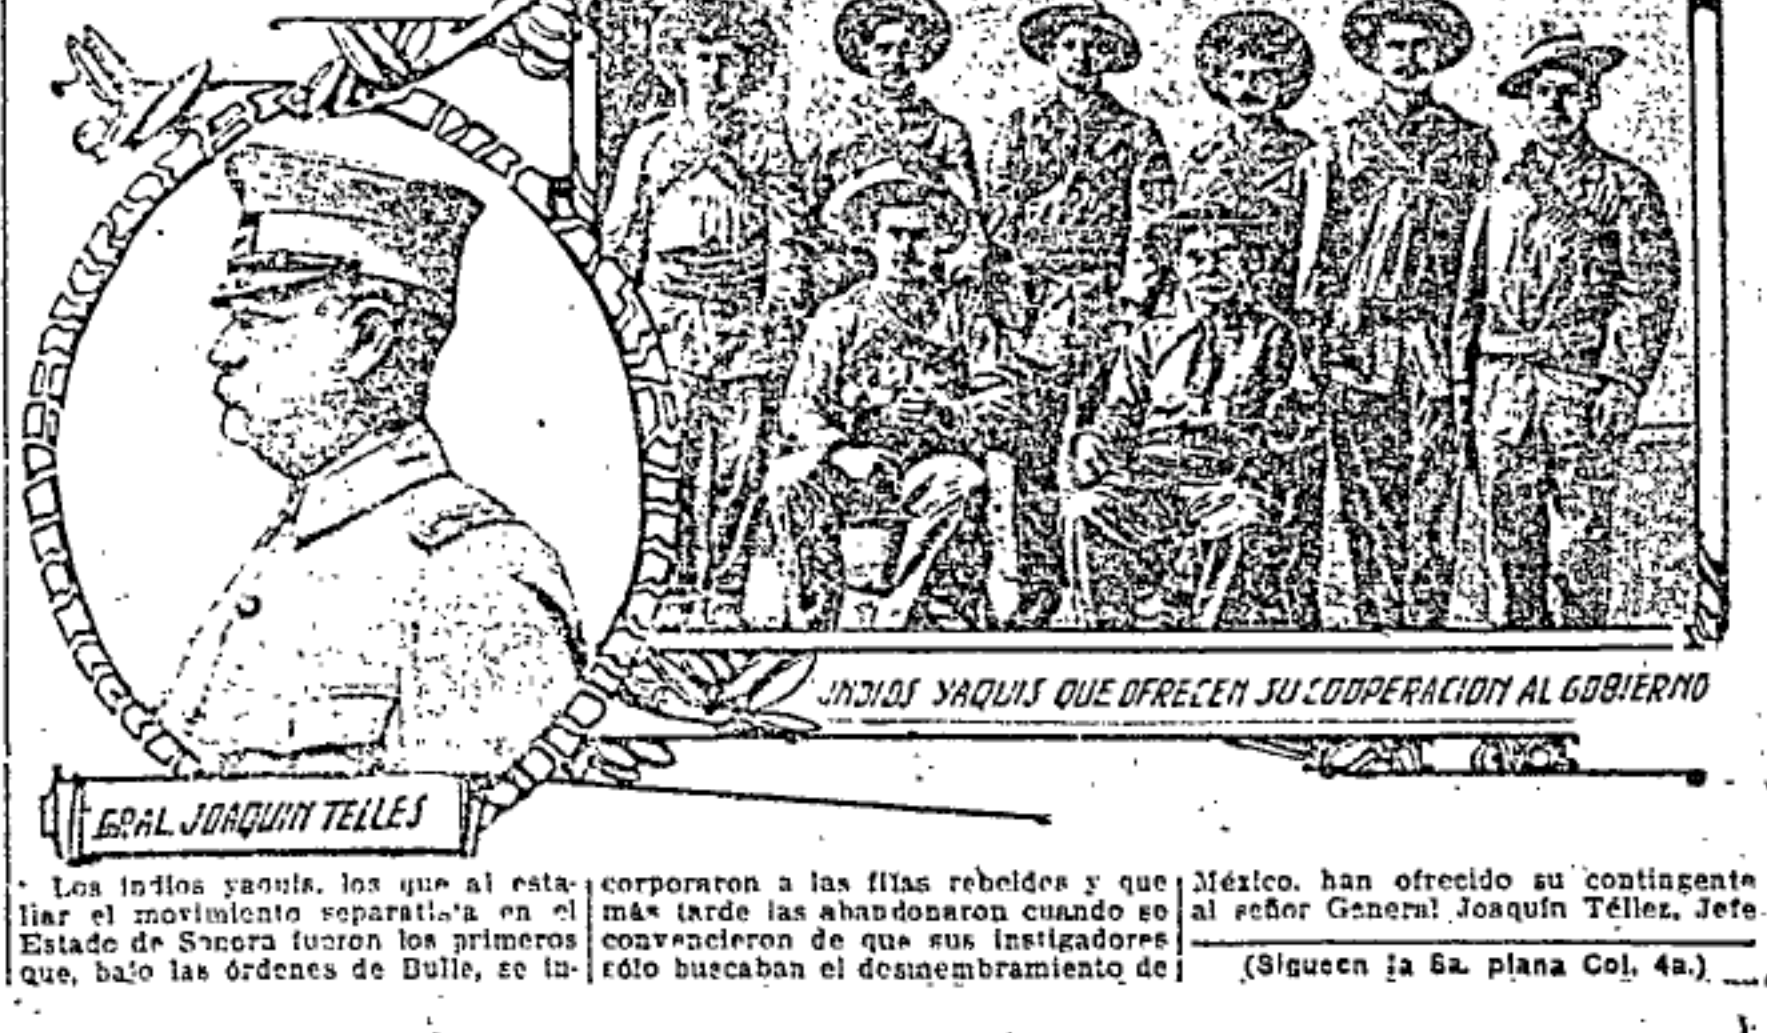 INDIOS YAQUIS QUE OFRECEN SU COOPERACION AL GOBIERNO
GRAL. JOAQUIN TELLES
Los indios yaquis, los que al esta-
llar el movimiento separatista en el
Estado de Sonora fueron los primeros
que, bajo las órdenes de Bulle, se in-
corporaron a las filas rebeldes y que
más tarde las abandonaron cuando se
convencieron de que sus instigadores
sólo buscaban el desmembramiento de
México, han ofrecido su contingente
al señor General Joaquín Téllez, Jefe
(Sigueen la 6a. plana Col. 4a.)